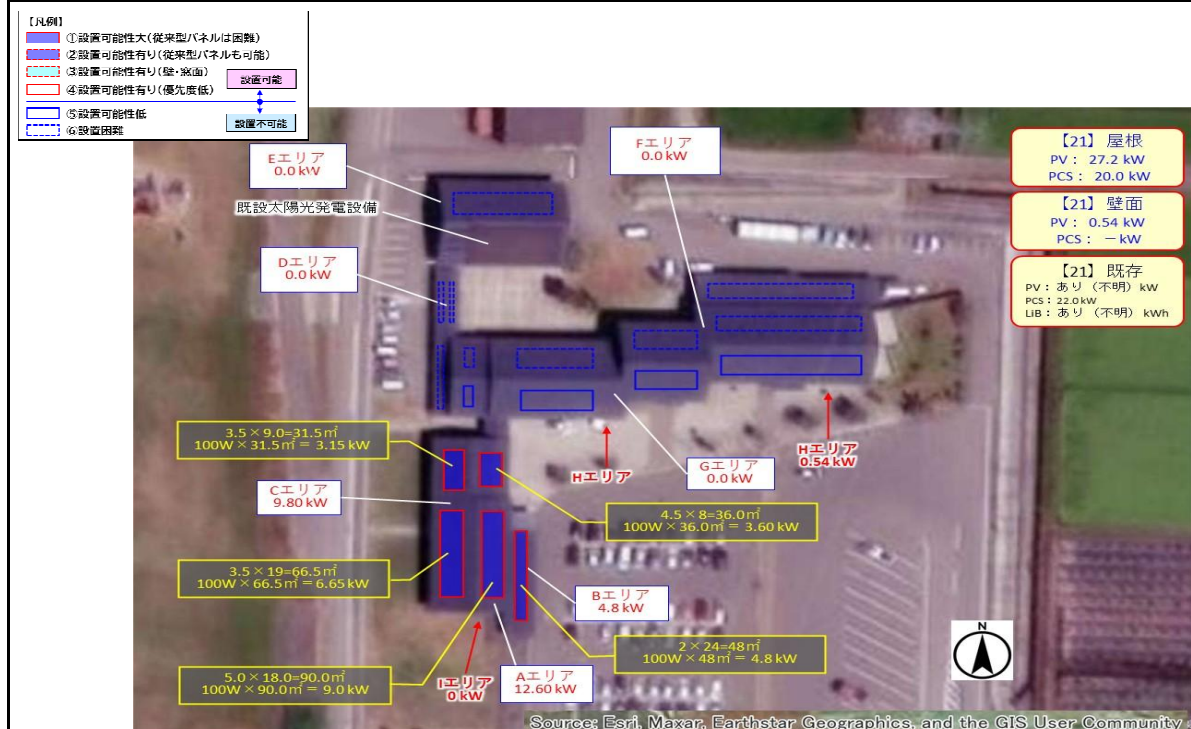 【凡例】
①設置可能性大(従来型パネルは困難)
②設置可能性有り(従来型パネルも可能)
③設置可能性有り(壁・窓面)
④設置可能性有り(優先度低)
設置可能
⑤設置可能性低
⑥設置困難
設置不可能
Eエリア
0.0 kW
既設太陽光発電設備
Fエリア
0.0 kW
【21】 屋根
PV : 27.2 kW
PCS : 20.0 kW
【21】 壁面
PV : 0.54 kW
PCS : － kW
【21】 既存
PV : あり (不明) kW
PCS : 22.0 kW
LiB : あり (不明) kWh
Dエリア
0.0 kW
3.5 × 9.0=31.5㎡
100W × 31.5㎡ = 3.15 kW
Hエリア
Hエリア
0.54 kW
Gエリア
0.0 kW
Cエリア
9.80 kW
4.5 × 8=36.0㎡
100W × 36.0㎡ = 3.60 kW
3.5 × 19=66.5㎡
100W × 66.5㎡ = 6.65 kW
Bエリア
4.8 kW
2 × 24=48㎡
100W × 48㎡ = 4.8 kW
5.0 × 18.0=90.0㎡
100W × 90.0㎡ = 9.0 kW
Iエリア
0 kW
Aエリア
12.60 kW
N
Source: Esri, Maxar, Earthstar Geographics, and the GIS User Community